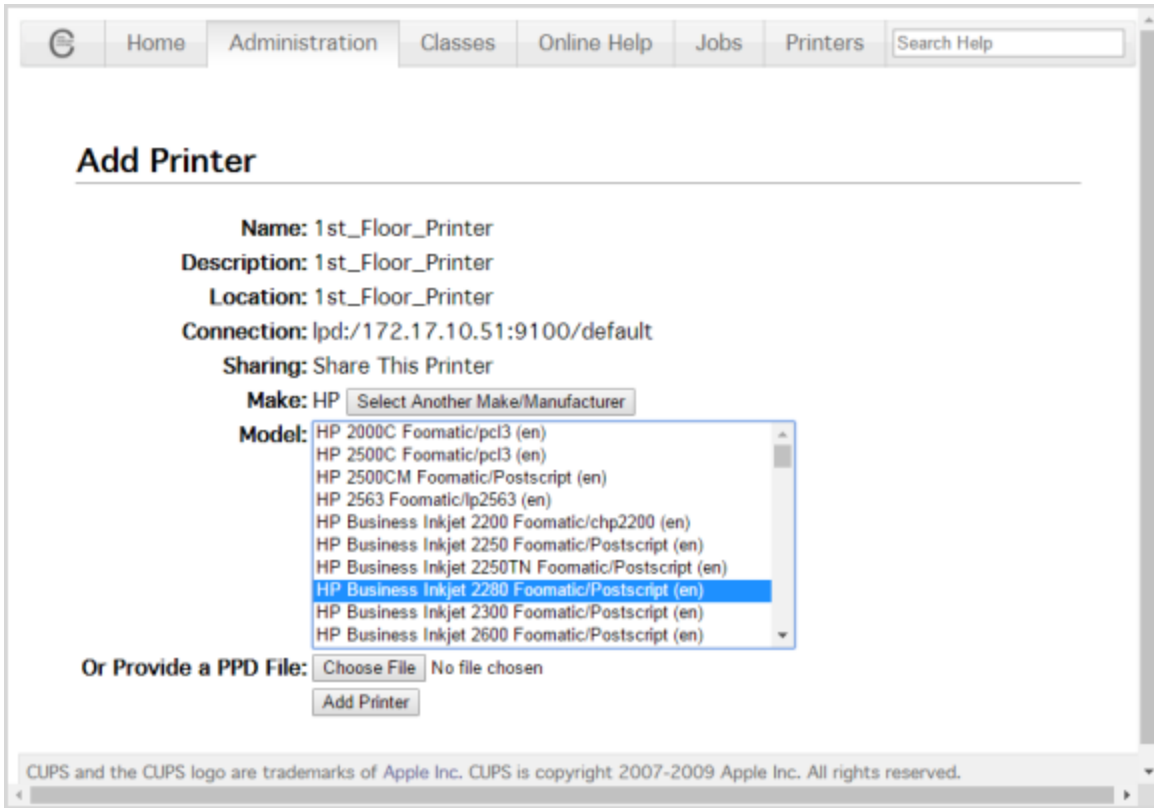 Home Administration Classes Online Help Jobs Printers Search Help
Add Printer
Name: 1st_Floor_Printer
Description: 1st_Floor_Printer
Location: 1st_Floor_Printer
Connection: lpd:/172.17.10.51:9100/default
Sharing: Share This Printer
Make: HP Select Another Make/Manufacturer
Model: HP 2000C Foomatic/pcl3 (en)
HP 2500C Foomatic/pcl3 (en)
HP 2500CM Foomatic/Postscript (en)
HP 2563 Foomatic/lp2563 (en)
HP Business Inkjet 2200 Foomatic/chp2200 (en)
HP Business Inkjet 2250 Foomatic/Postscript (en)
HP Business Inkjet 2250TN Foomatic/Postscript (en)
HP Business Inkjet 2280 Foomatic/Postscript (en)
HP Business Inkjet 2300 Foomatic/Postscript (en)
HP Business Inkjet 2600 Foomatic/Postscript (en)
Or Provide a PPD File: Choose File No file chosen
Add Printer
CUPS and the CUPS logo are trademarks of Apple Inc. CUPS is copyright 2007-2009 Apple Inc. All rights reserved.